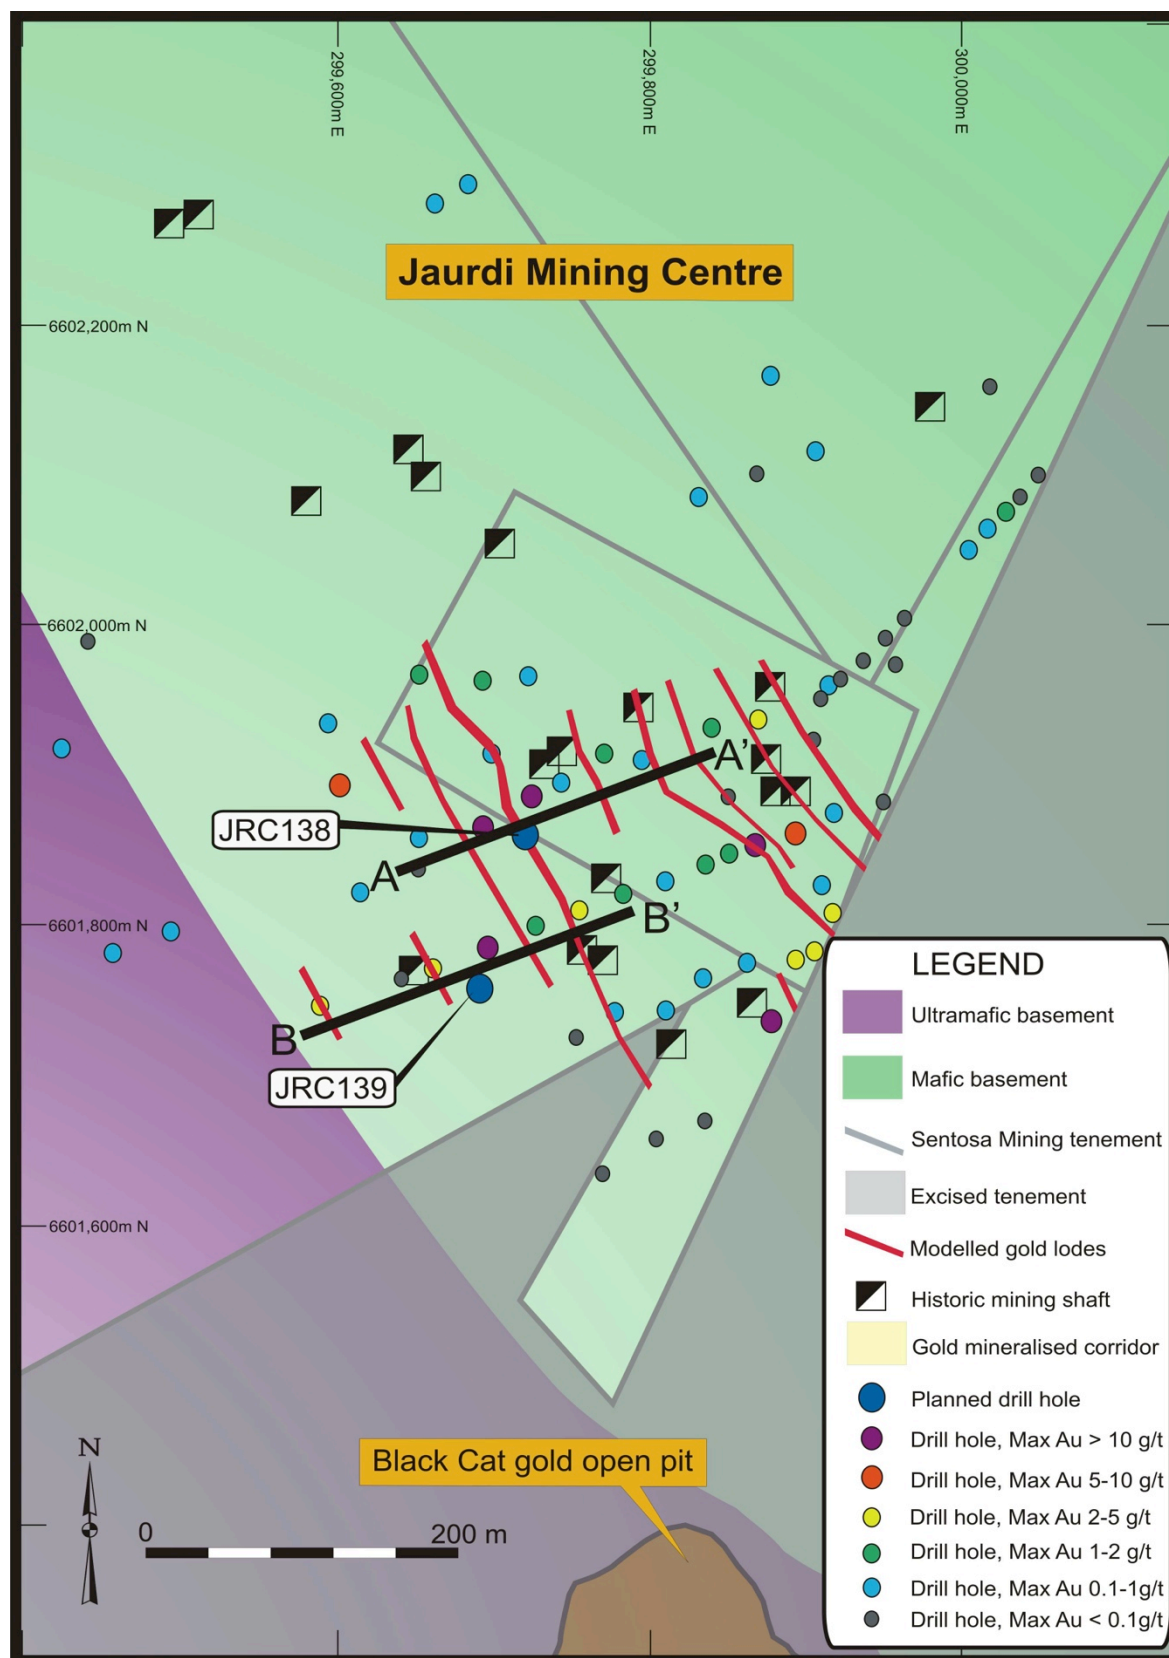 299,600m E
299,800m E
300,000m E
Jaurdi Mining Centre
6602,200m N
6602,000m N
A'
JRC138
A
B'
6601,800m N
B
JRC139
6601,600m N
LEGEND
Ultramafic basement
Mafic basement
Sentosa Mining tenement
Excised tenement
Modelled gold lodes
Historic mining shaft
Gold mineralised corridor
Planned drill hole
Drill hole, Max Au > 10 g/t
Drill hole, Max Au 5-10 g/t
Drill hole, Max Au 2-5 g/t
Drill hole, Max Au 1-2 g/t
Drill hole, Max Au 0.1-1g/t
Drill hole, Max Au < 0.1g/t
Black Cat gold open pit
N
0 200 m